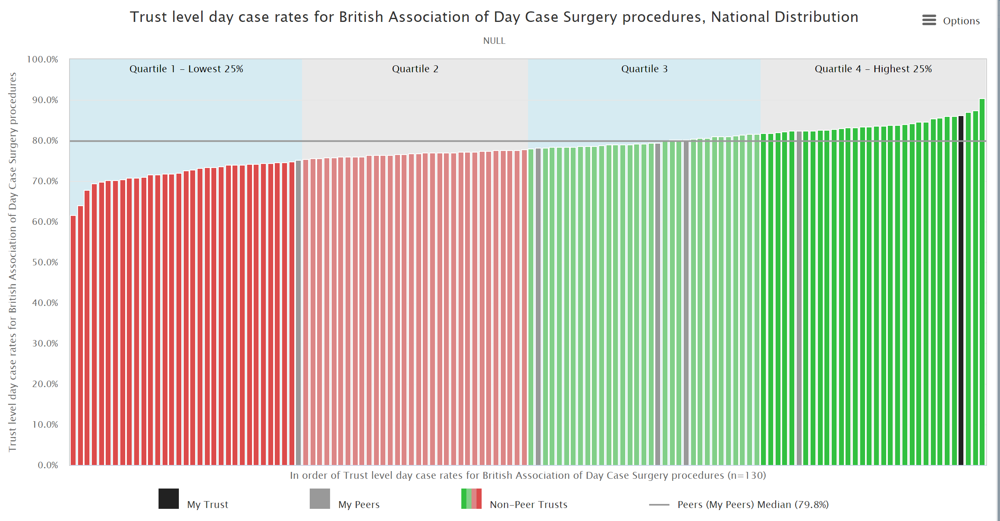 Trust level day case rates for British Association of Day Case Surgery procedures, National Distribution
Options
NULL
Trust level day case rates for British Association of Day Case Surgery procedures
100.0%
90.0%
80.0%
70.0%
60.0%
50.0%
40.0%
30.0%
20.0%
10.0%
0.0%
Quartile 1 – Lowest 25%
Quartile 2
Quartile 3
Quartile 4 – Highest 25%
In order of Trust level day case rates for British Association of Day Case Surgery procedures (n=130)
My Trust
My Peers
Non-Peer Trusts
Peers (My Peers) Median (79.8%)